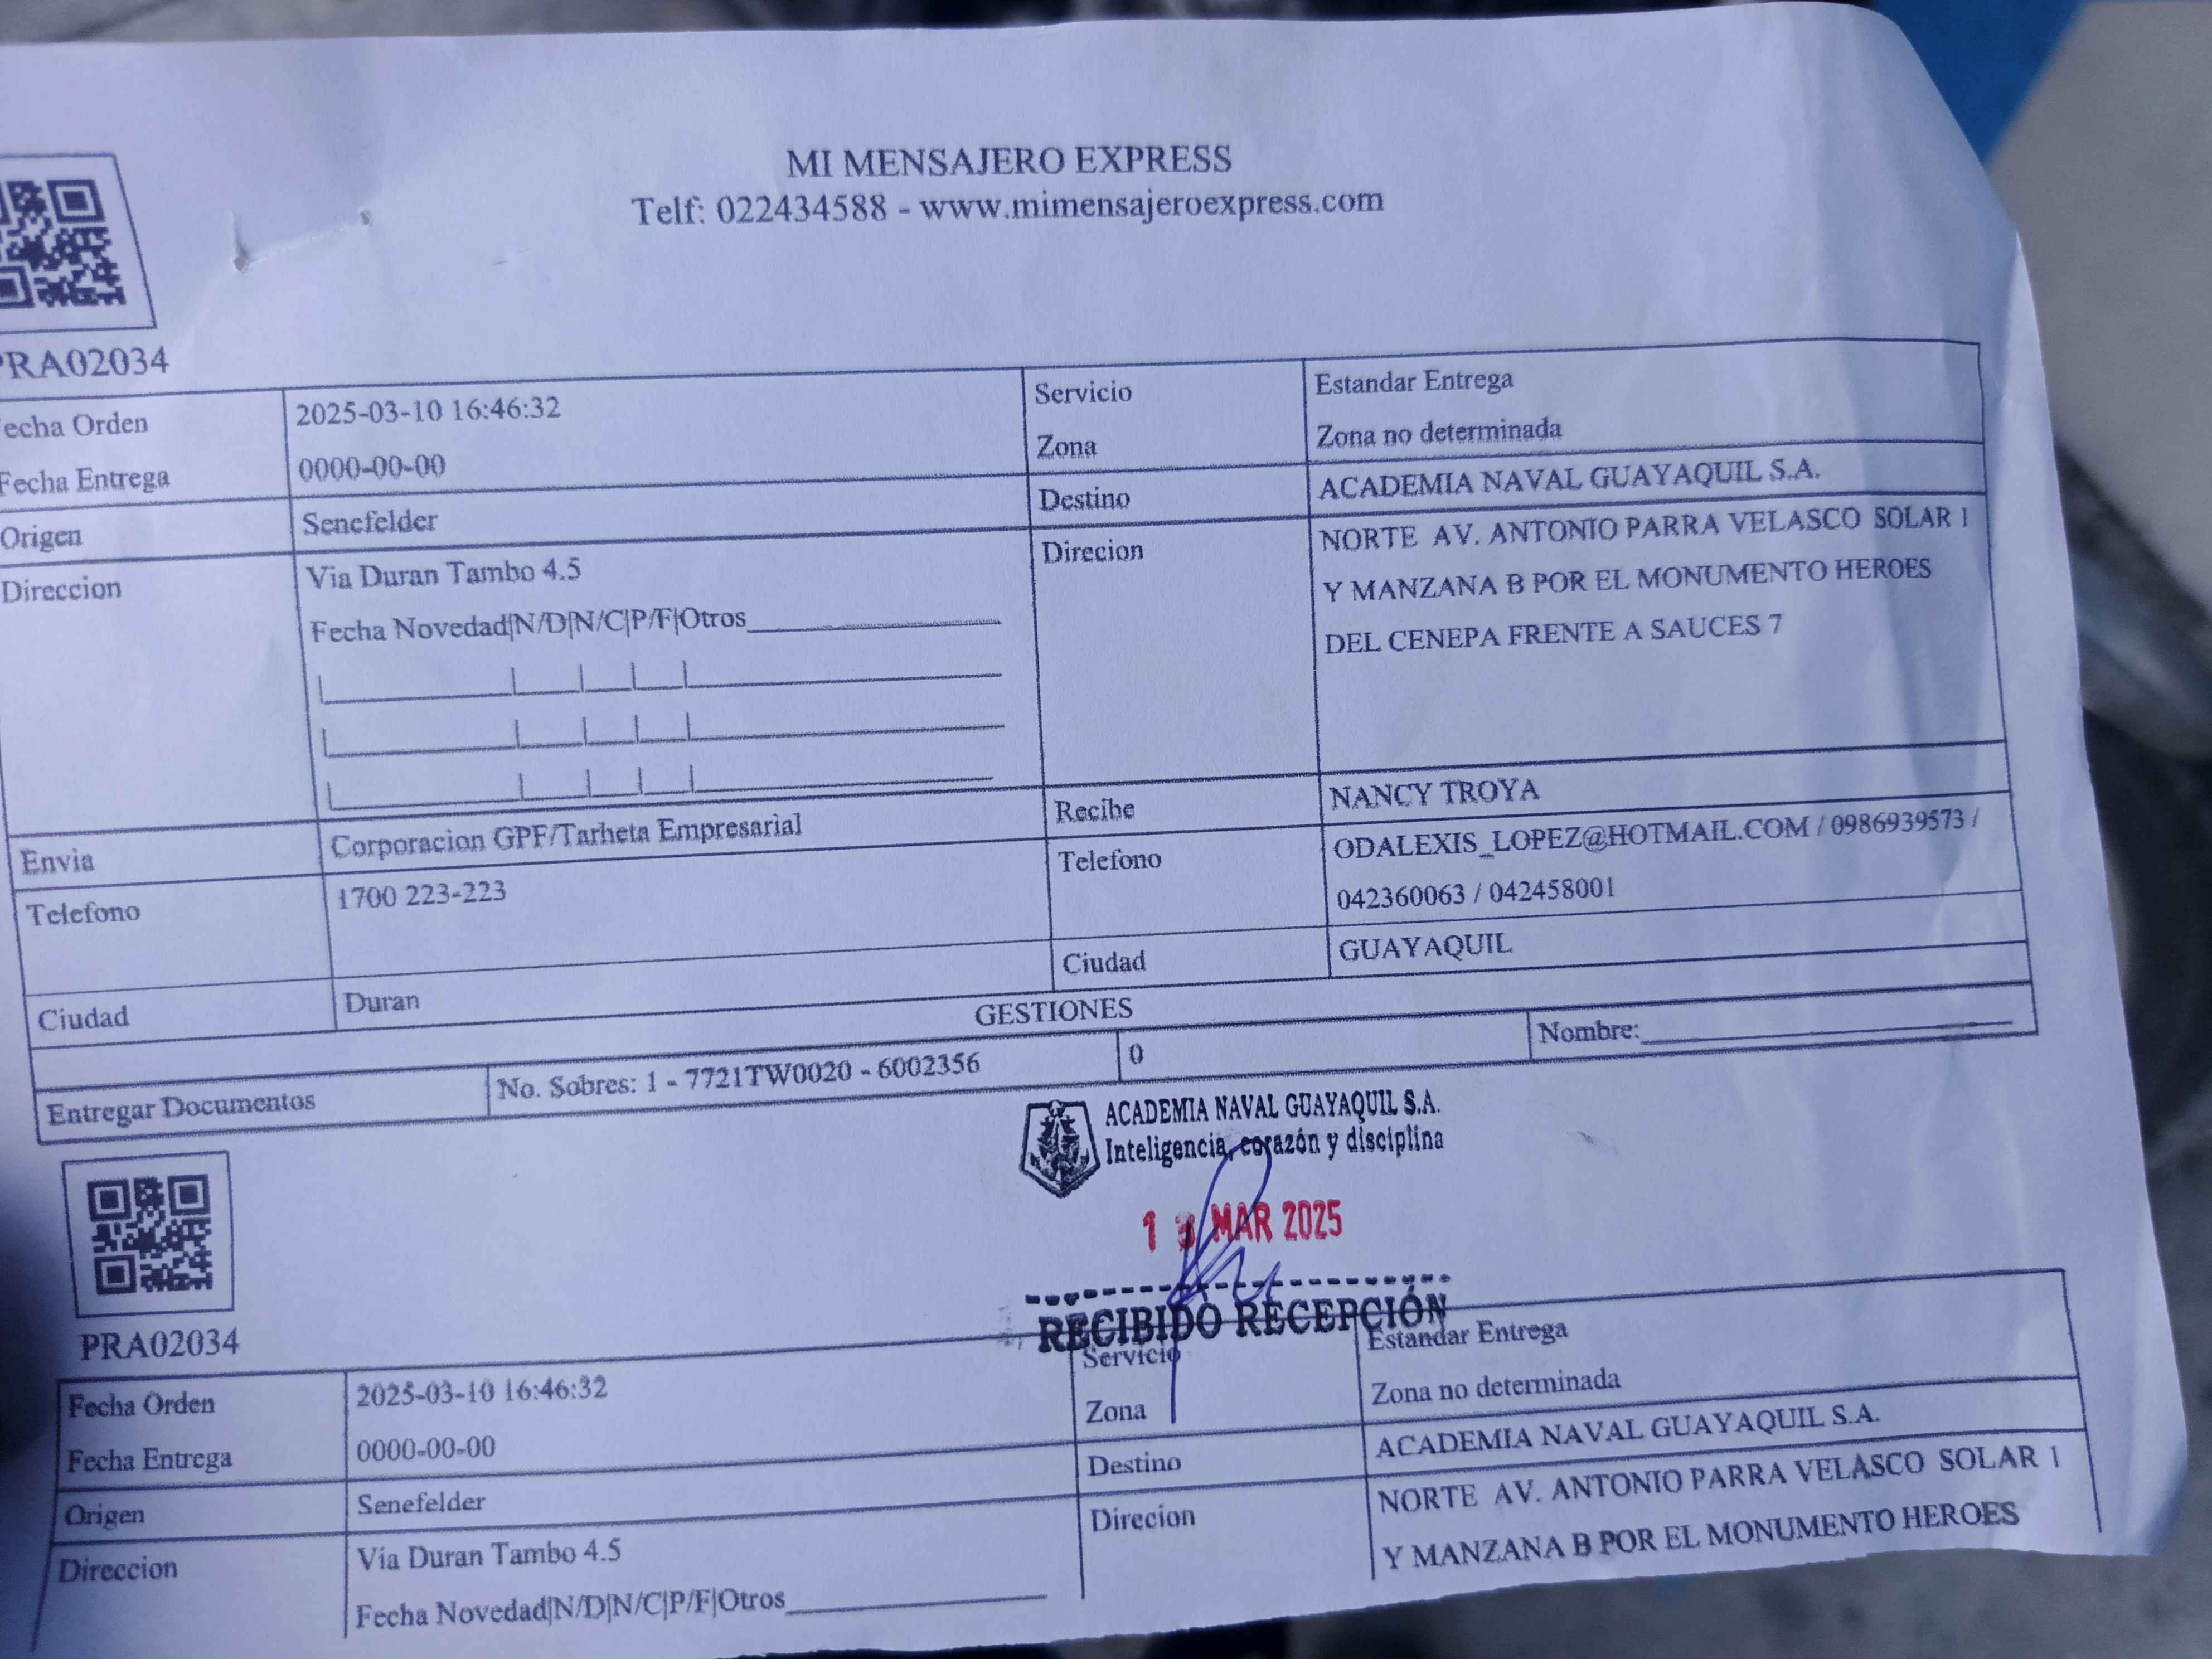 MI MENSAJERO EXPRESS
Telf: 022434588 - www.mimensajeroexpress.com
PRA02034
Fecha Orden 2025-03-10 16:46:32 Servicio Estandar Entrega
Fecha Entrega 0000-00-00 Zona Zona no determinada
Origen Senefelder Destino ACADEMIA NAVAL GUAYAQUIL S.A.
Direccion Via Duran Tambo 4.5 Direcion NORTE AV. ANTONIO PARRA VELASCO SOLAR 1
Y MANZANA B POR EL MONUMENTO HEROES
Fecha Novedad|N/D|N/C|P/F|Otros
DEL CENEPA FRENTE A SAUCES 7
Envia Corporacion GPF/Tarheta Empresarial Recibe NANCY TROYA
Telefono 1700 223-223 Telefono ODALEXIS_LOPEZ@HOTMAIL.COM / 0986939573 /
042360063 / 042458001
Ciudad Duran Ciudad GUAYAQUIL
GESTIONES
Entregar Documentos No. Sobres: 1 - 7721TW0020 - 6002356 0 Nombre:
ACADEMIA NAVAL GUAYAQUIL S.A.
Inteligencia, corazón y disciplina
MAR 2025
RECIBIDO RECEPCIÓN
PRA02034
Fecha Orden 2025-03-10 16:46:32 Servicio Estandar Entrega
Fecha Entrega 0000-00-00 Zona Zona no determinada
Origen Senefelder Destino ACADEMIA NAVAL GUAYAQUIL S.A.
Direccion Via Duran Tambo 4.5 Direcion NORTE AV. ANTONIO PARRA VELASCO SOLAR 1
Y MANZANA B POR EL MONUMENTO HEROES
Fecha Novedad|N/D|N/C|P/F|Otros